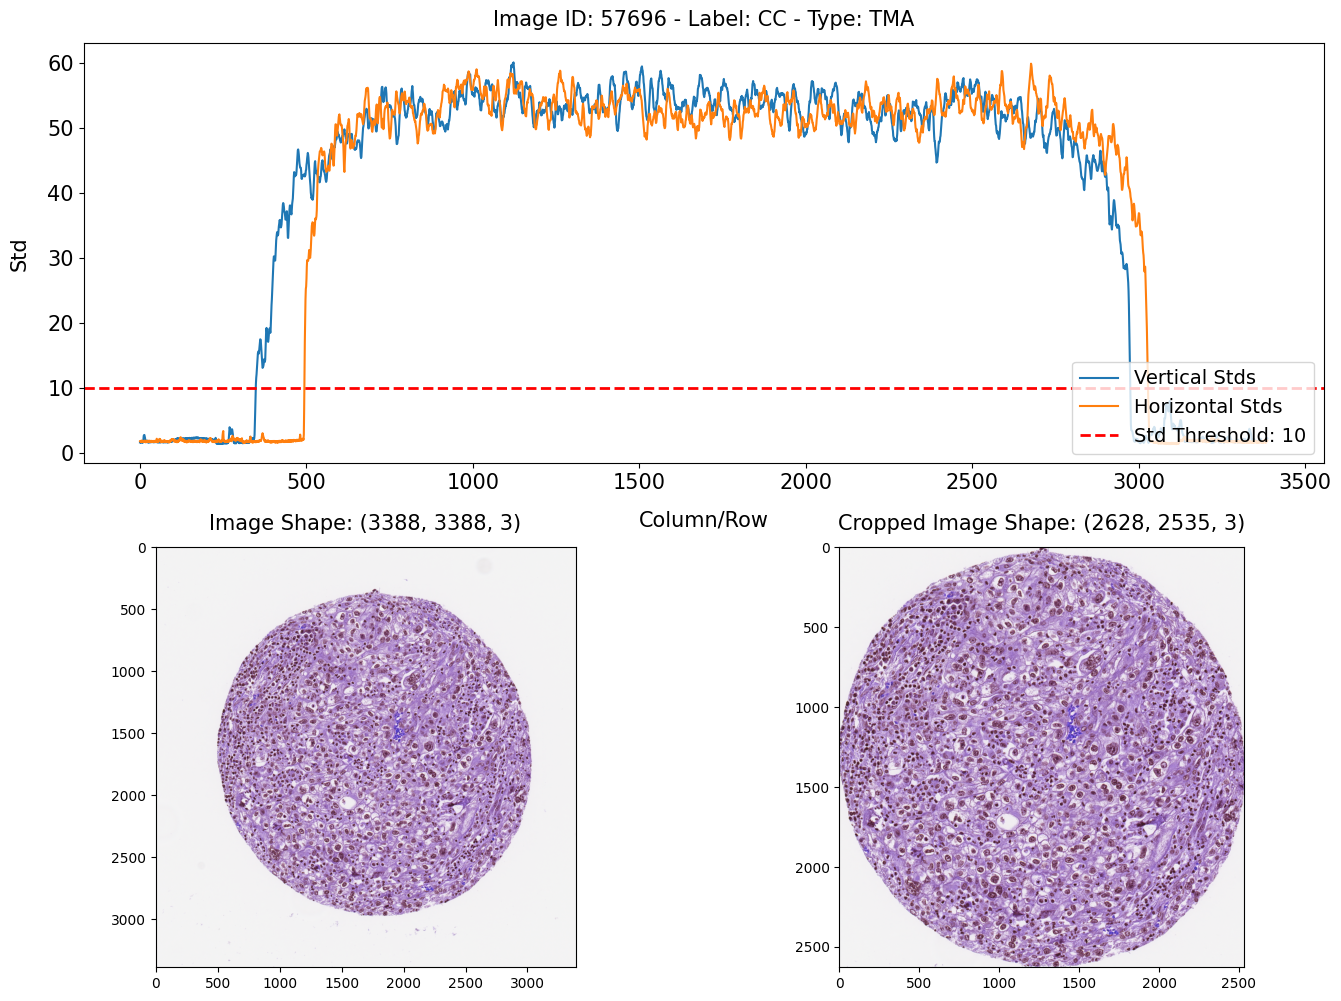 Image ID: 57696 - Label: CC - Type: TMA
60
50
40
30
20
10
0
Std
Vertical Stds
Horizontal Stds
Std Threshold: 10
0 500 1000 1500 2000 2500 3000 3500
Column/Row
Image Shape: (3388, 3388, 3)
0
500
1000
1500
2000
2500
3000
0 500 1000 1500 2000 2500 3000
Cropped Image Shape: (2628, 2535, 3)
0
500
1000
1500
2000
2500
0 500 1000 1500 2000 2500